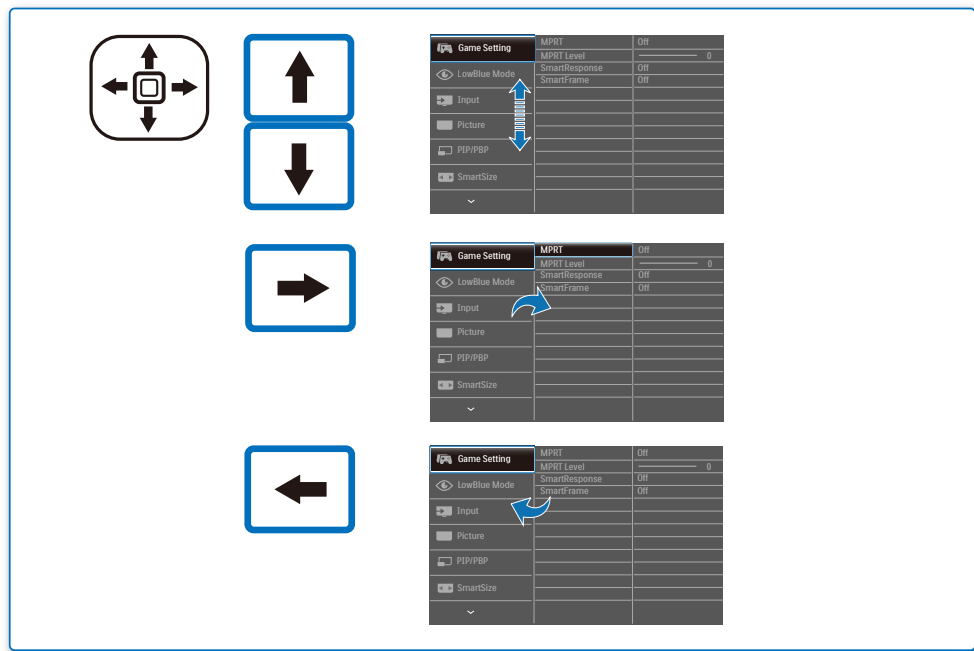 Game Setting
LowBlue Mode
Input
Picture
PIP/PBP
SmartSize
MPRT Off
MPRT Level 0
SmartResponse Off
SmartFrame Off
Game Setting
LowBlue Mode
Input
Picture
PIP/PBP
SmartSize
MPRT Off
MPRT Level 0
SmartResponse Off
SmartFrame Off
Game Setting
LowBlue Mode
Input
Picture
PIP/PBP
SmartSize
MPRT Off
MPRT Level 0
SmartResponse Off
SmartFrame Off